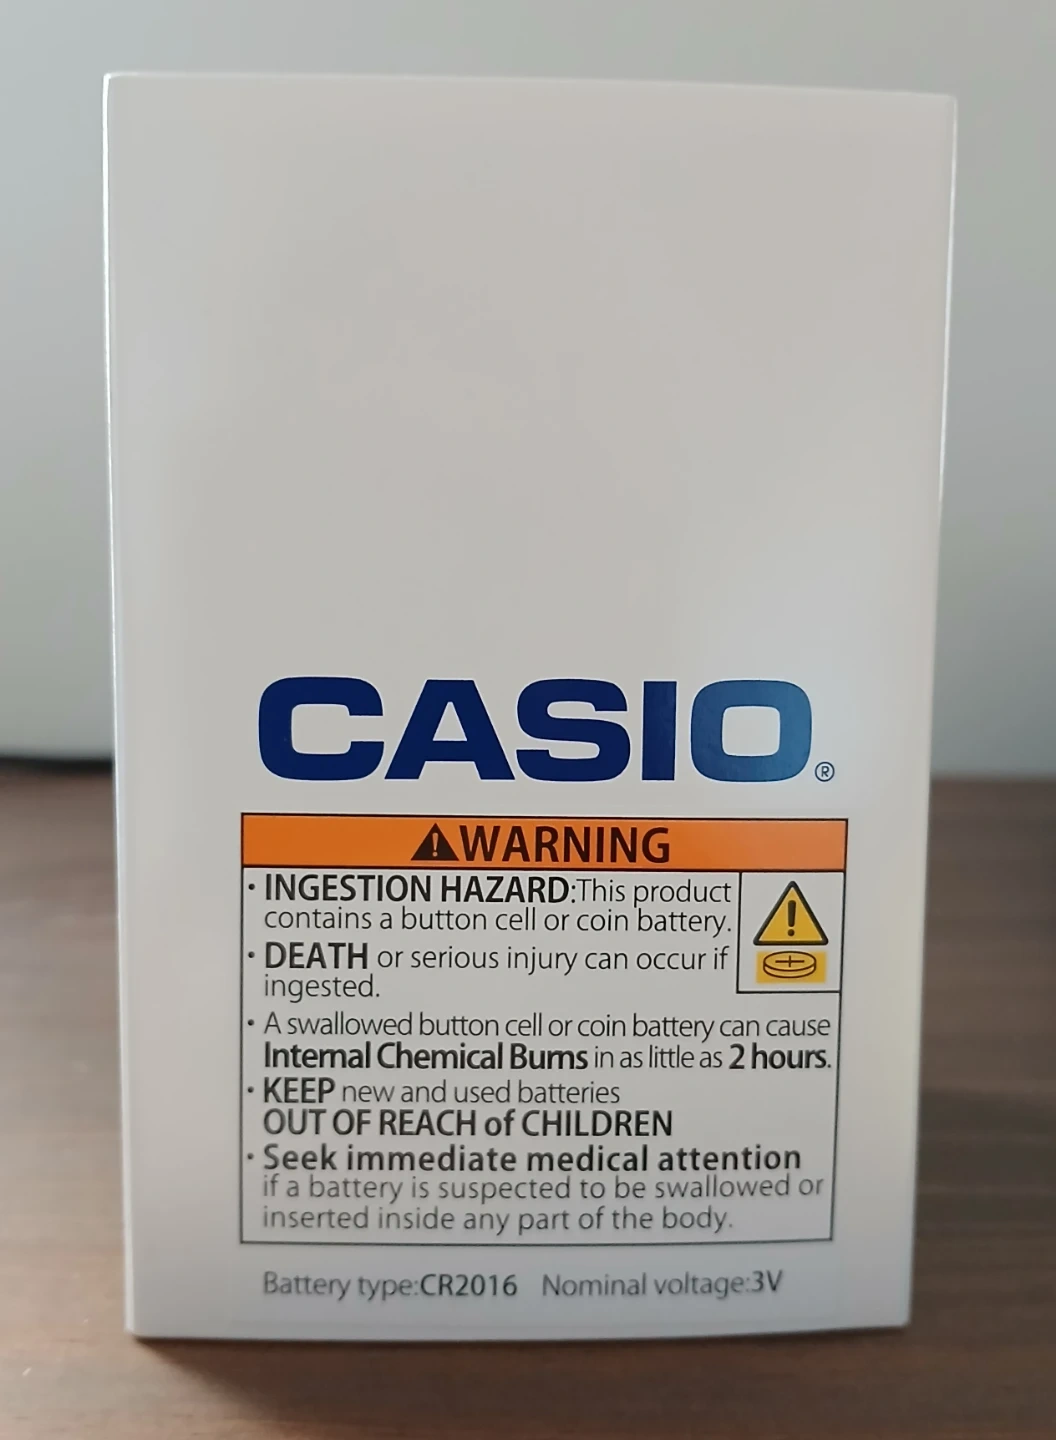 CASIO®
⚠WARNING
・INGESTION HAZARD:This product
contains a button cell or coin battery.
・DEATH or serious injury can occur if
ingested.
・A swallowed button cell or coin battery can cause
Internal Chemical Burns in as little as 2 hours.
・KEEP new and used batteries
OUT OF REACH of CHILDREN
・Seek immediate medical attention
if a battery is suspected to be swallowed or
inserted inside any part of the body.
Battery type:CR2016 Nominal voltage:3V